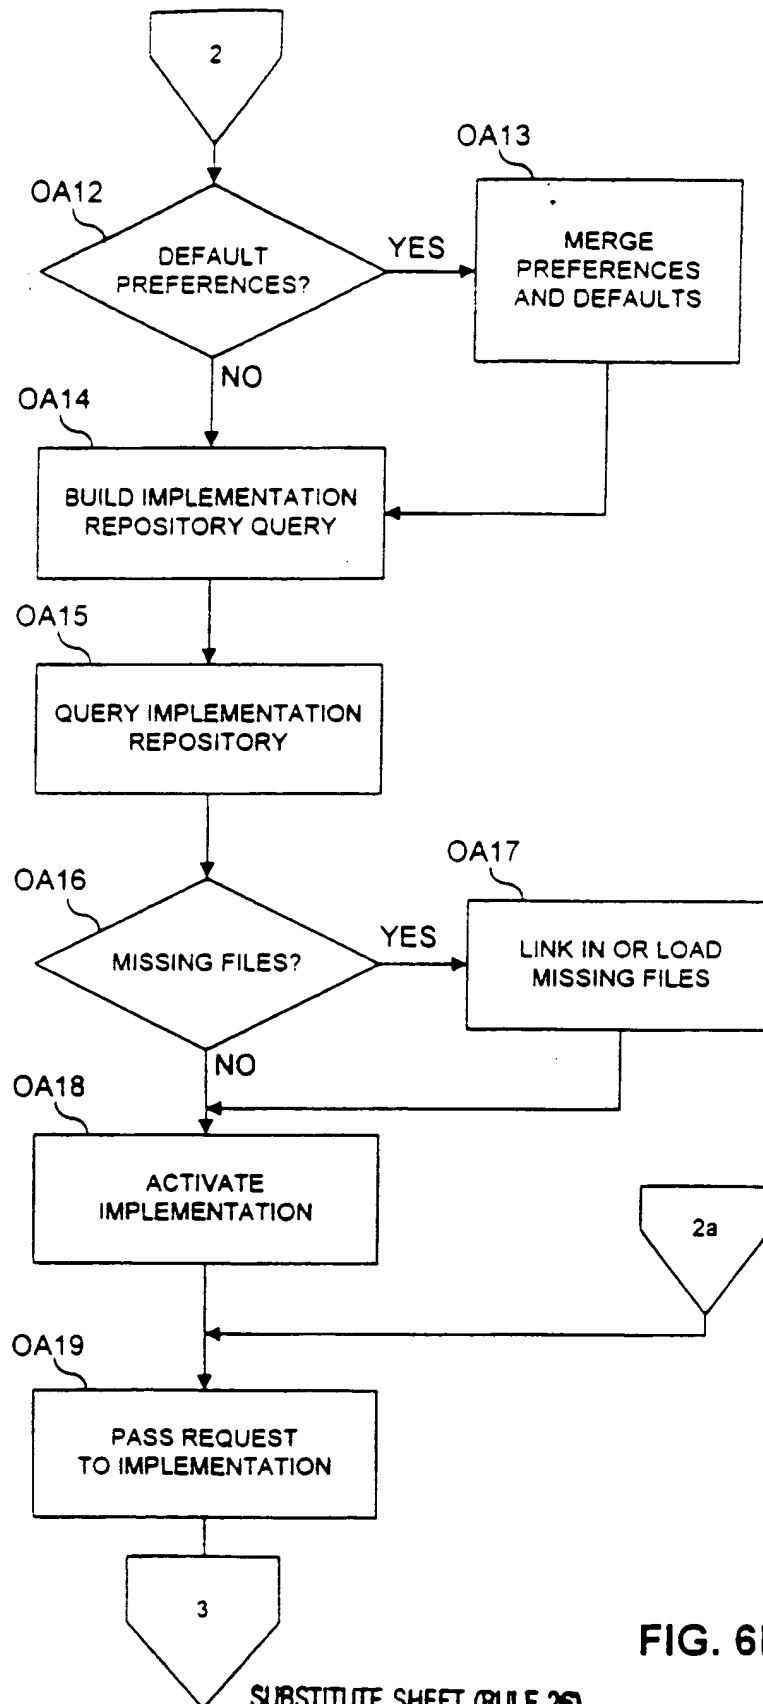 2
OA12
DEFAULT
PREFERENCES?
YES
OA13
MERGE
PREFERENCES
AND DEFAULTS
NO
OA14
BUILD IMPLEMENTATION
REPOSITORY QUERY
OA15
QUERY IMPLEMENTATION
REPOSITORY
OA16
MISSING FILES?
YES
OA17
LINK IN OR LOAD
MISSING FILES
NO
OA18
ACTIVATE
IMPLEMENTATION
2a
OA19
PASS REQUEST
TO IMPLEMENTATION
3
FIG.
SUBSTITUTE SHEET (RULE 26)